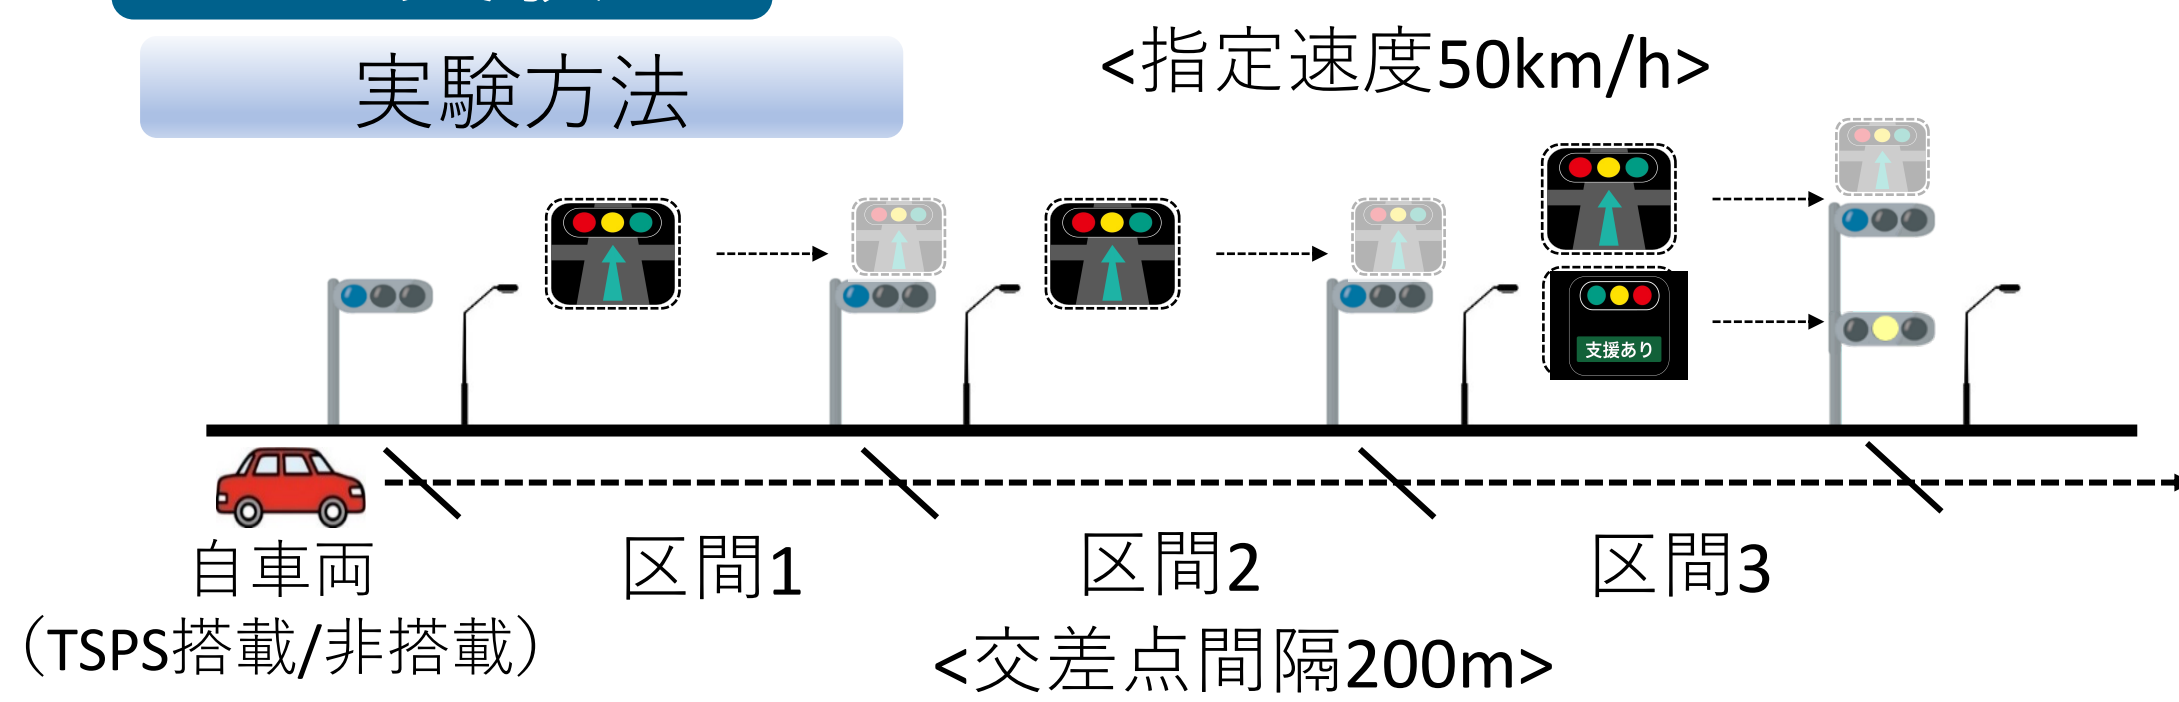 実験方法
<指定速度50km/h>
支援あり
自車両
（TSPS搭載/非搭載）
区間1
区間2
区間3
<交差点間隔200m>